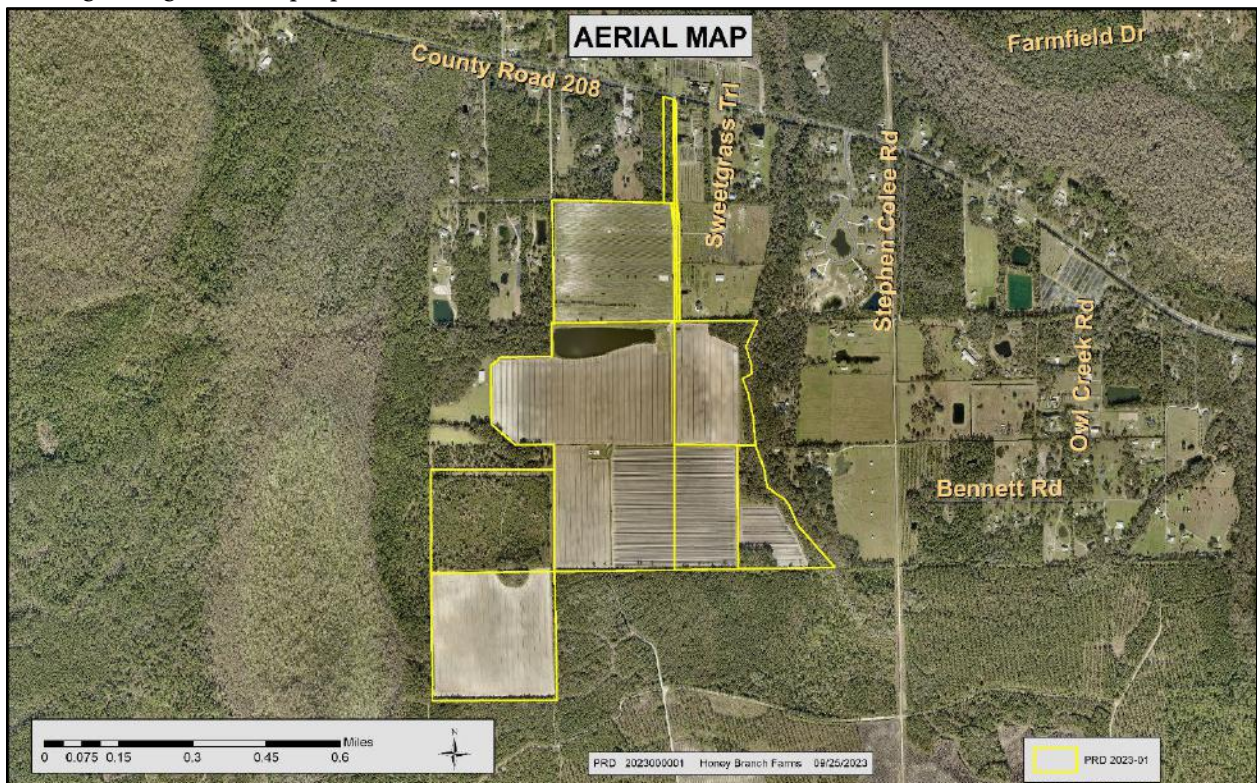 AERIAL MAP
Farmfield Dr
County Road 208
Sweetgrass Trl
Stephen Colee Rd
Owl Creek Rd
Bennett Rd
Miles
0 0.075 0.15 0.3 0.45 0.6
N
PRD 2023000001 Honey Branch Farms 09/25/2023
PRD 2023-01